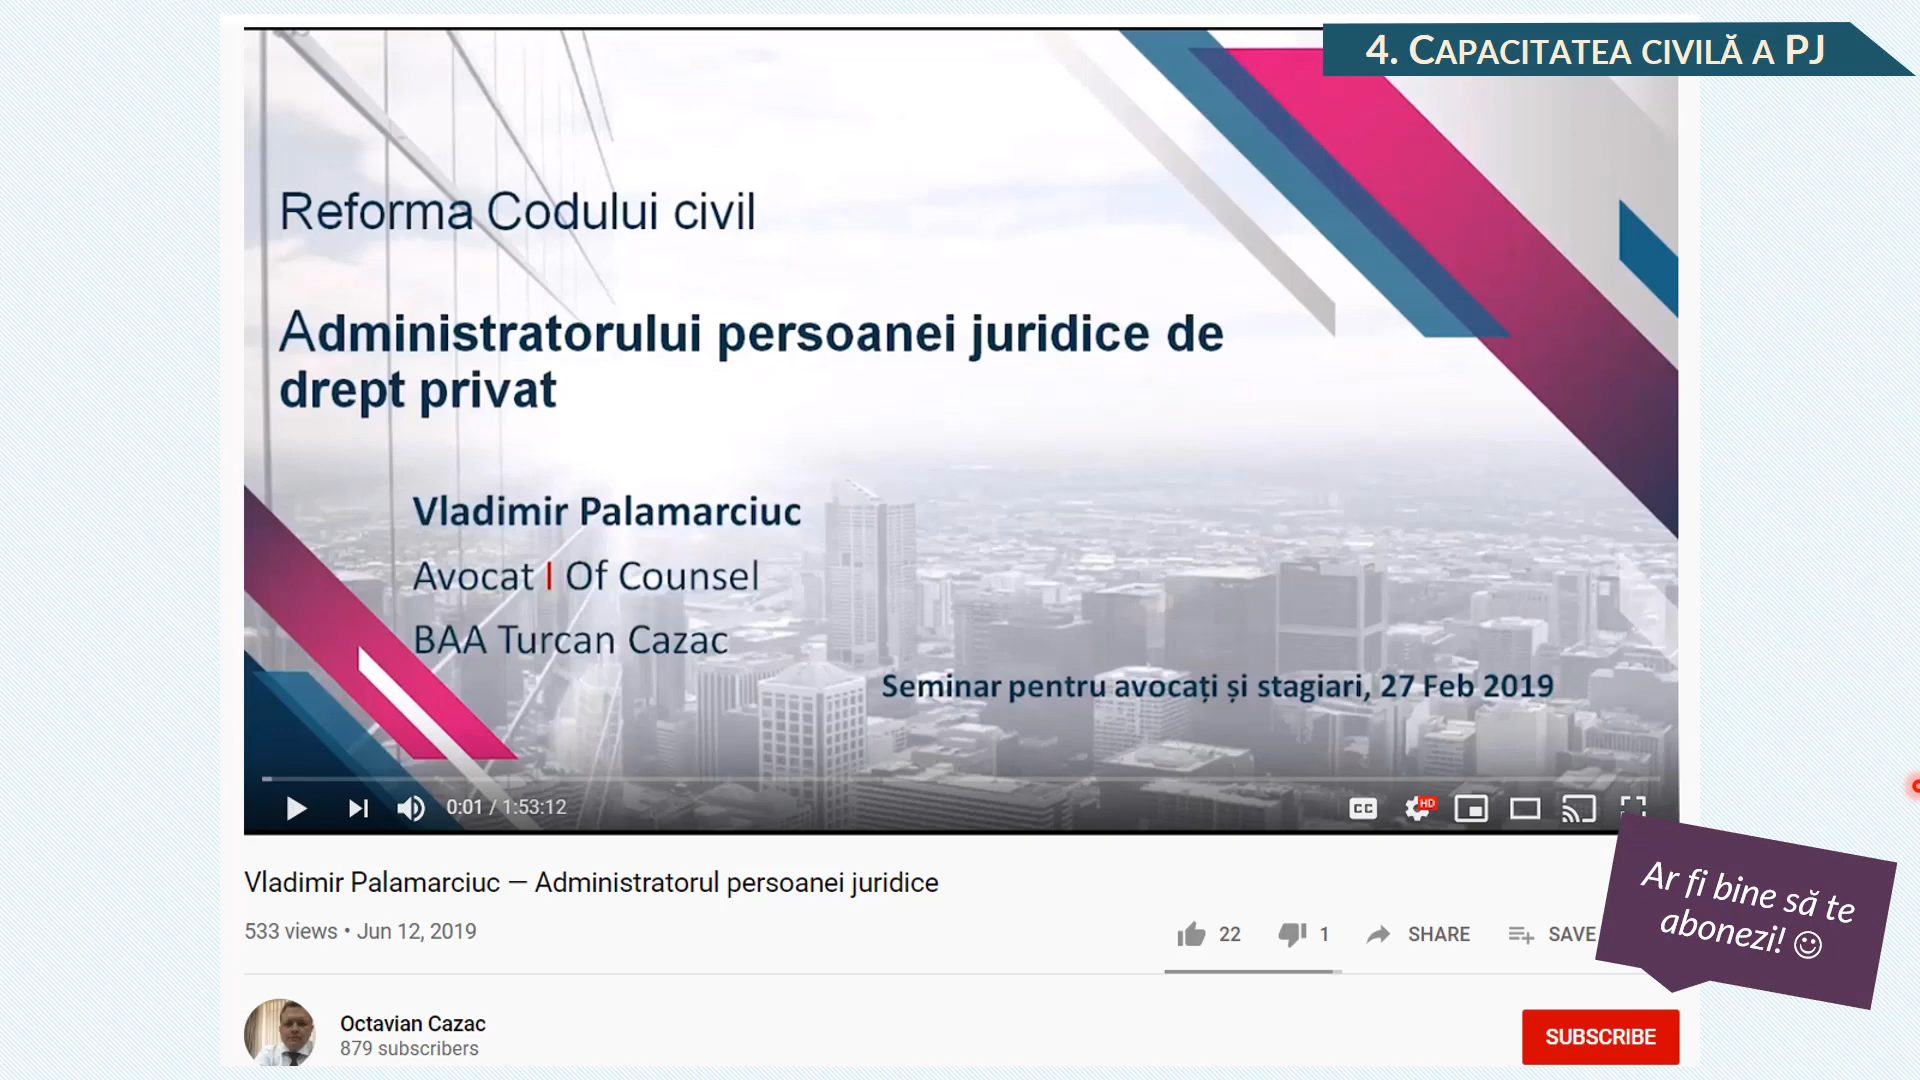 4. CAPACITATEA CIVILĂ A PJ
Reforma Codului civil
Administratorului persoanei juridice de
drept privat
Vladimir Palamarciuc
Avocat I Of Counsel
BAA Turcan Cazac
Seminar pentru avocați și stagiari, 27 Feb 2019
0:01 / 1:53:12
CC
HD
Vladimir Palamarciuc — Administratorul persoanei juridice
533 views • Jun 12, 2019
22
1
SHARE
SAVE
Ar fi bine să te
abonezi! ☺
Octavian Cazac
879 subscribers
SUBSCRIBE